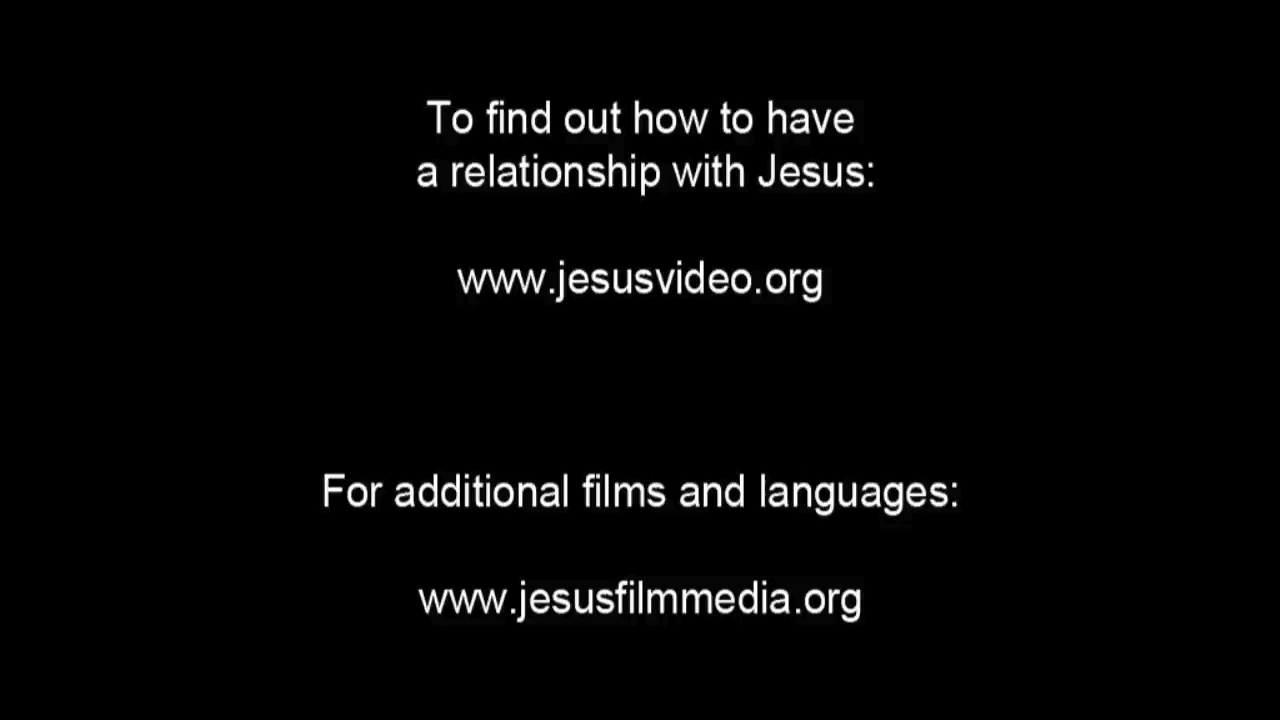 To find out how to have
a relationship with Jesus:
www.jesusvideo.org
For additional films and languages:
www.jesusfilmmedia.org